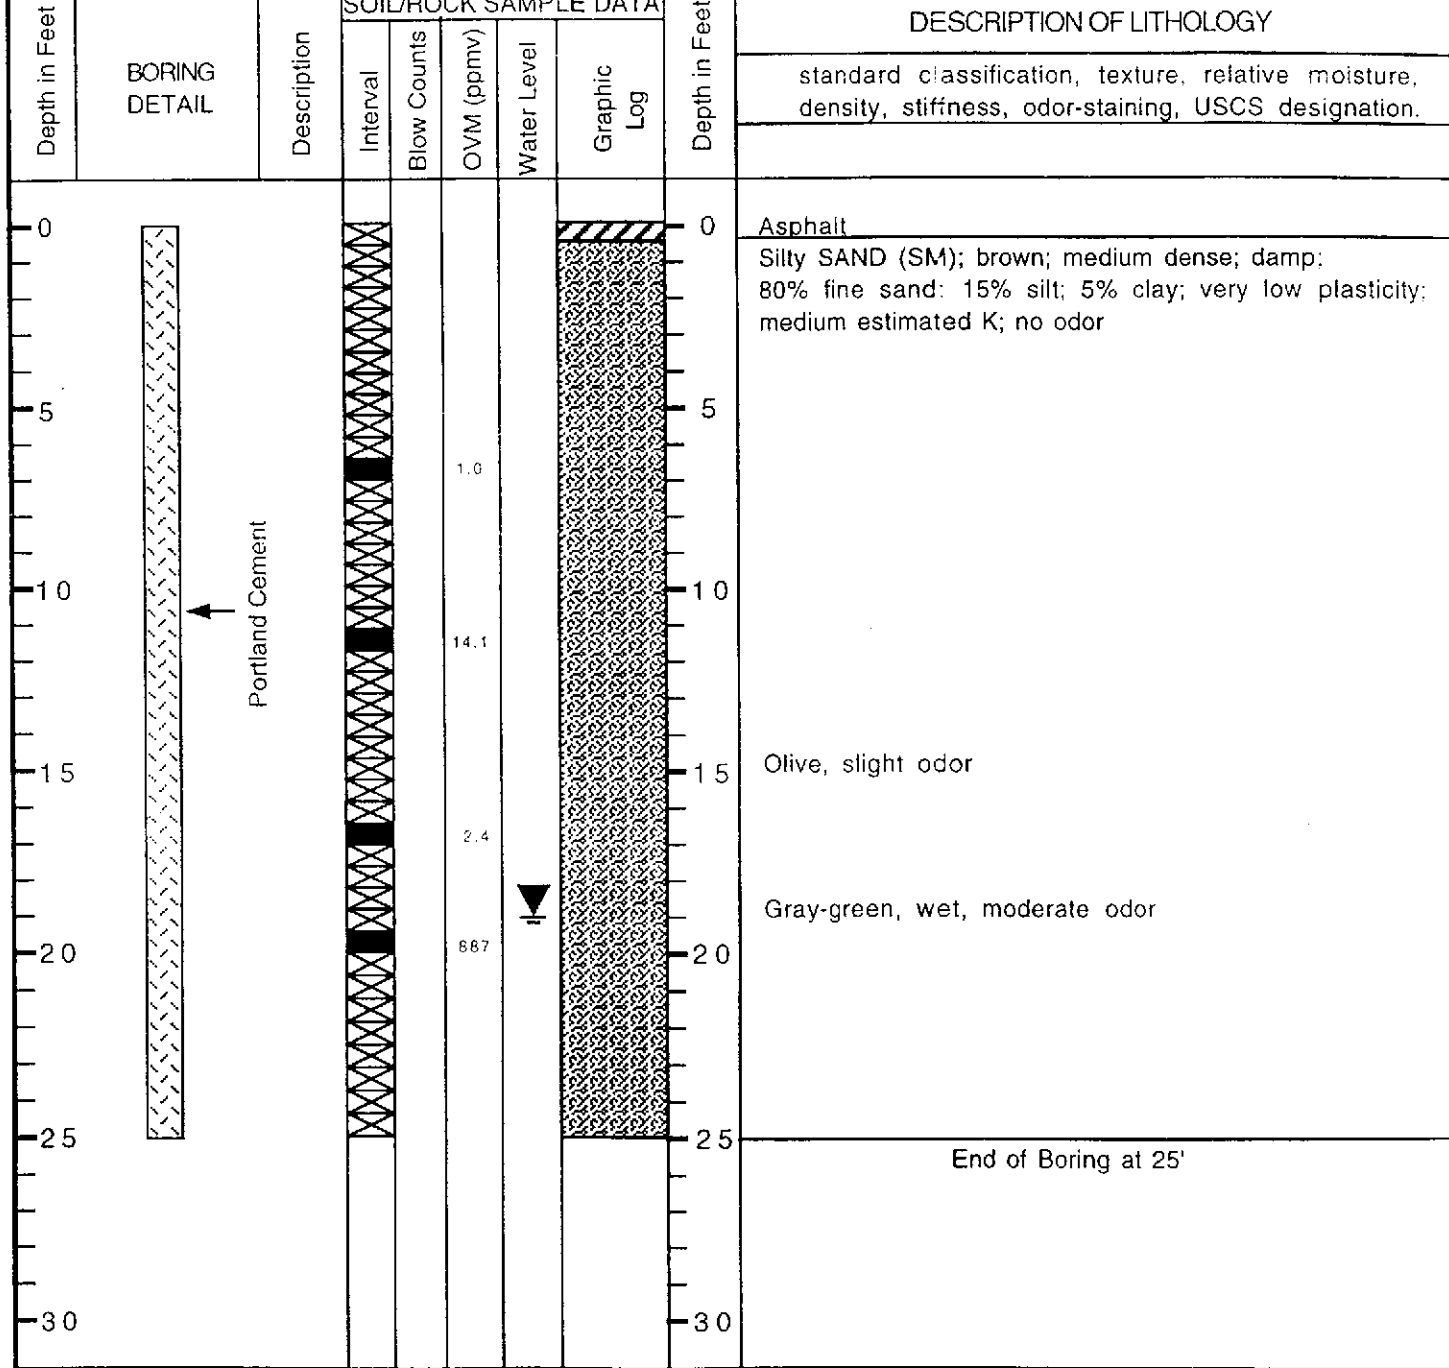 SOIL/ROCK SAMPLE DATA
Depth in Feet
BORING
DETAIL
Description
Interval
Blow Counts
OVM (ppmv)
Water Level
Graphic
Log
Depth in Feet
DESCRIPTION OF LITHOLOGY
standard classification, texture, relative moisture,
density, stiffness, odor-staining, USCS designation.
0
0
Asphalt
Silty SAND (SM); brown; medium dense; damp;
80% fine sand; 15% silt; 5% clay; very low plasticity;
medium estimated K; no odor
5
5
1.0
10
10
Portland Cement
14.1
15
15
Olive, slight odor
2.4
Gray-green, wet, moderate odor
20
887
20
25
25
End of Boring at 25'
30
30